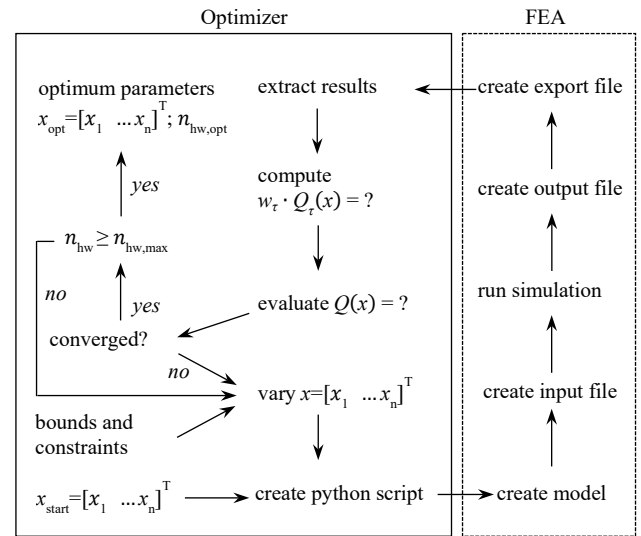 Optimizer
FEA
optimum parameters
x_opt=[x_1 ...x_n]^T; n_hw,opt
yes
n_hw ≥ n_hw,max
no
yes
converged?
no
bounds and
constraints
x_start=[x_1 ...x_n]^T
extract results
compute
w_τ · Q_τ(x) = ?
evaluate Q(x) = ?
vary x=[x_1 ...x_n]^T
create python script
create export file
create output file
run simulation
create input file
create model